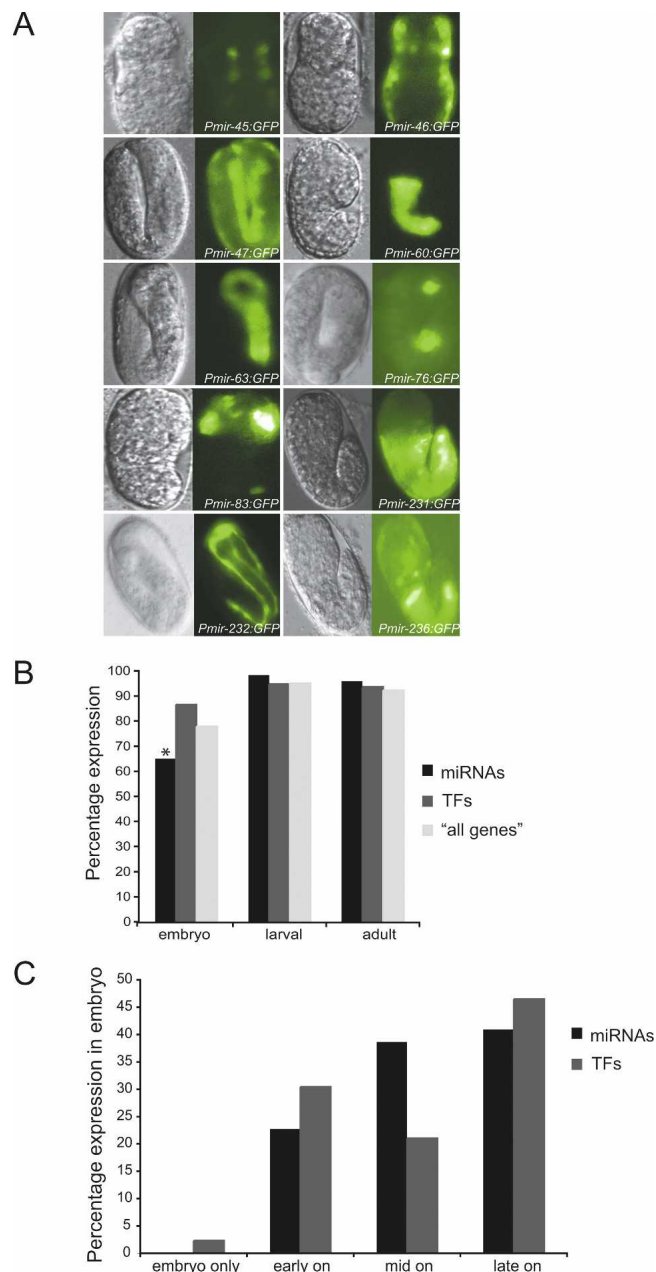 A
Pmir-45:GFP
Pmir-46:GFP
Pmir-47:GFP
Pmir-60:GFP
Pmir-63:GFP
Pmir-76:GFP
Pmir-83:GFP
Pmir-231:GFP
Pmir-232:GFP
Pmir-236:GFP
B
Percentage expression
100
90
80
70
60
50
40
30
20
10
0
*
embryo larval adult
miRNAs
TFs
"all genes"
C
Percentage expression in embryo
50
45
40
35
30
25
20
15
10
5
0
embryo only early on mid on late on
miRNAs
TFs